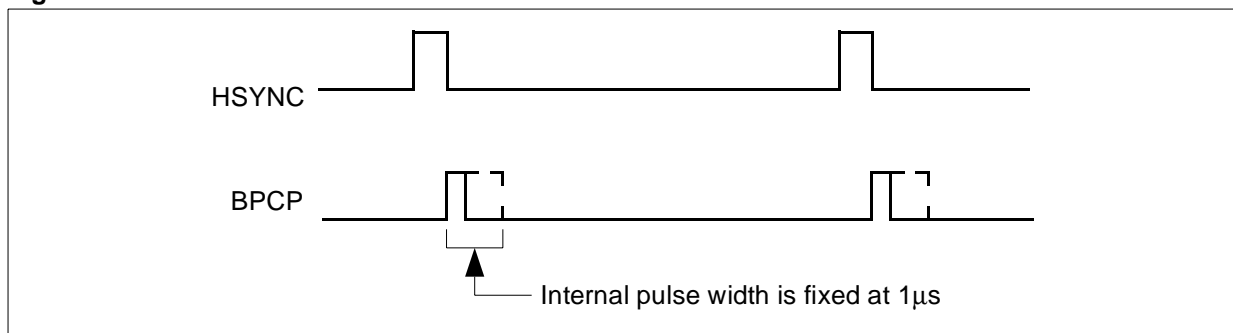 HSYNC
BPCP
Internal pulse width is fixed at 1μs